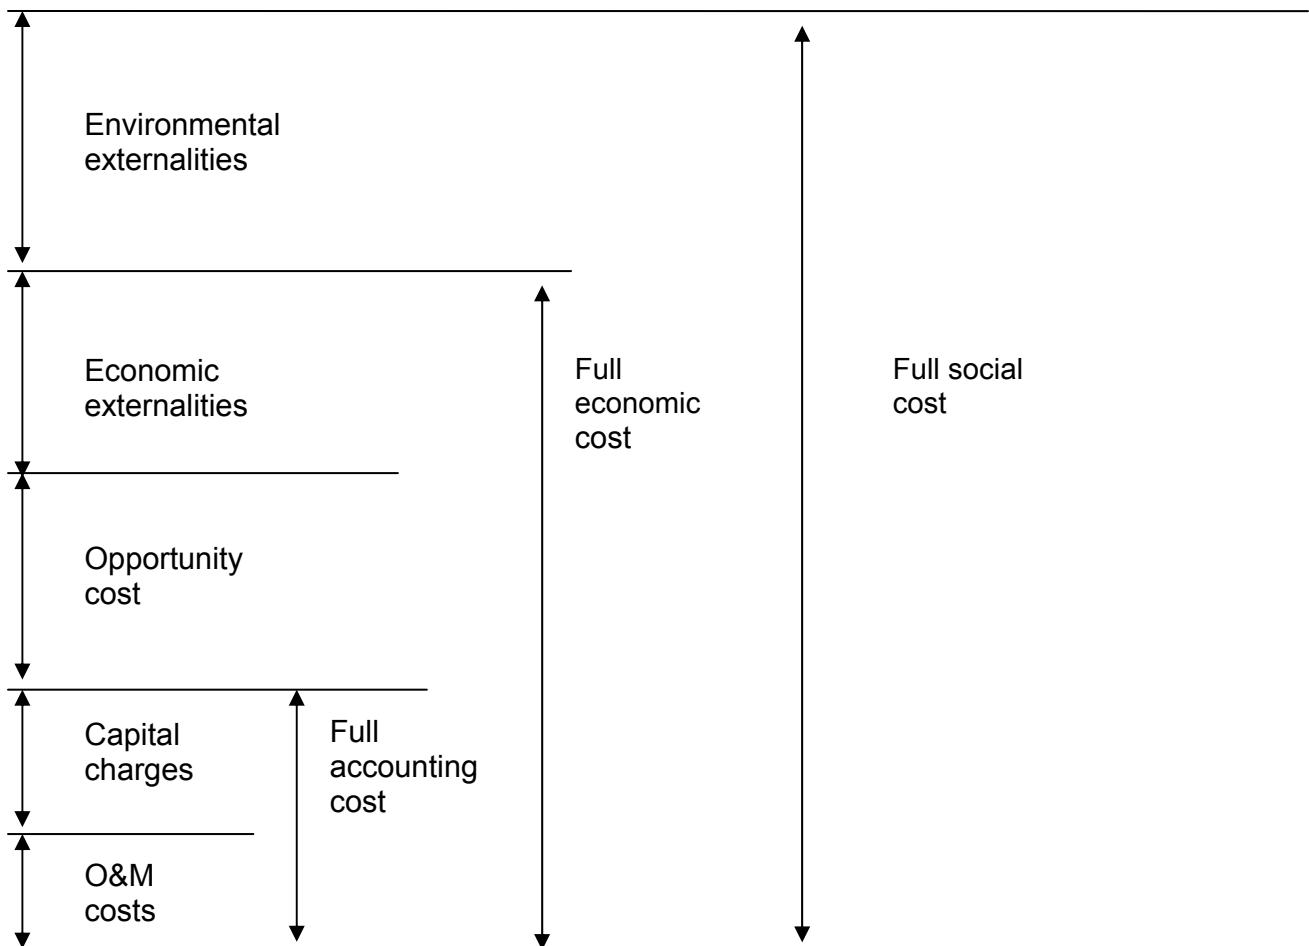 Environmental
externalities
Economic
externalities
Full
economic
cost
Full social
cost
Opportunity
cost
Capital
charges
Full
accounting
cost
O&M
costs